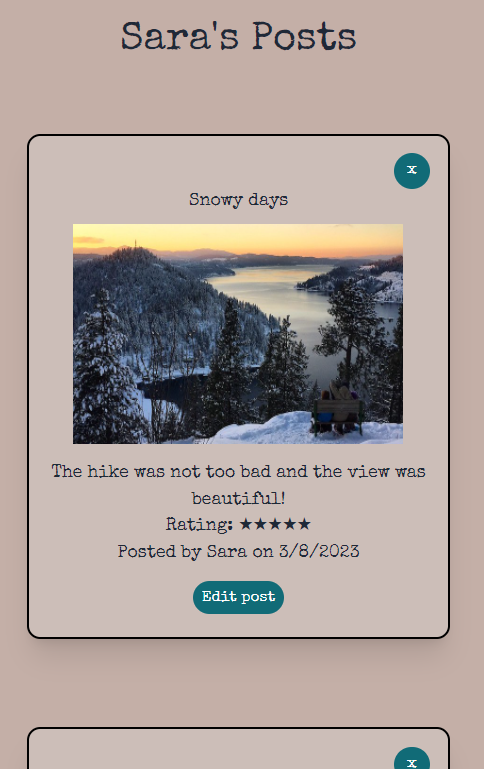 Sara's Posts
x
Snowy days
The hike was not too bad and the view was
beautiful!
Rating: ★★★★★
Posted by Sara on 3/8/2023
Edit post
x